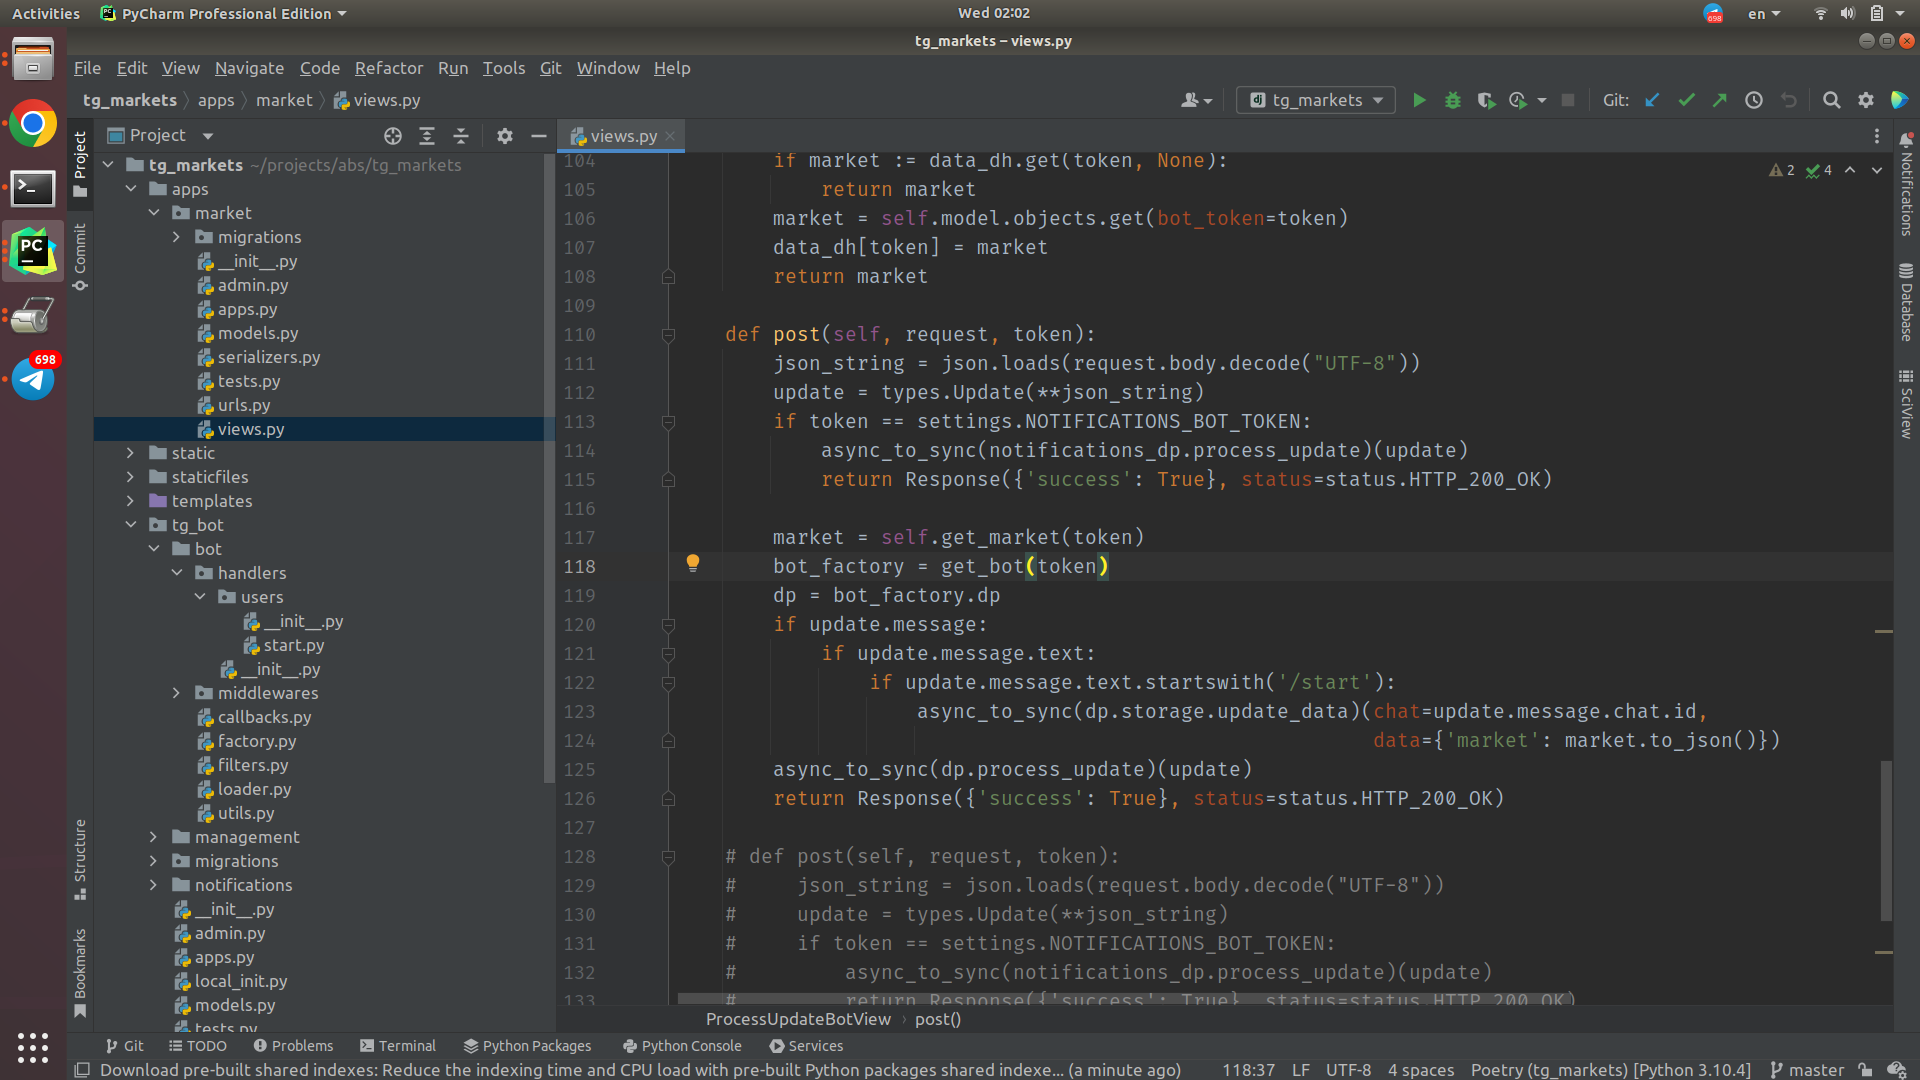 Activities PyCharm Professional Edition Wed 02:02 698 en
tg_markets – views.py
File Edit View Navigate Code Refactor Run Tools Git Window Help
tg_markets apps market views.py tg_markets Git:
Project views.py
Project
Commit
Structure
Bookmarks
Notifications
Database
SciView
PC
698
tg_markets ~/projects/abs/tg_markets
apps
market
migrations
__init__.py
admin.py
apps.py
models.py
serializers.py
tests.py
urls.py
views.py
static
staticfiles
templates
tg_bot
bot
handlers
users
__init__.py
start.py
__init__.py
middlewares
callbacks.py
factory.py
filters.py
loader.py
utils.py
management
migrations
notifications
__init__.py
admin.py
apps.py
local_init.py
models.py
tests.py
2 4
104 if market := data_dh.get(token, None):
105 return market
106 market = self.model.objects.get(bot_token=token)
107 data_dh[token] = market
108 return market
109
110 def post(self, request, token):
111 json_string = json.loads(request.body.decode("UTF-8"))
112 update = types.Update(**json_string)
113 if token == settings.NOTIFICATIONS_BOT_TOKEN:
114 async_to_sync(notifications_dp.process_update)(update)
115 return Response({'success': True}, status=status.HTTP_200_OK)
116
117 market = self.get_market(token)
118 bot_factory = get_bot(token)
119 dp = bot_factory.dp
120 if update.message:
121 if update.message.text:
122 if update.message.text.startswith('/start'):
123 async_to_sync(dp.storage.update_data)(chat=update.message.chat.id,
124 data={'market': market.to_json()})
125 async_to_sync(dp.process_update)(update)
126 return Response({'success': True}, status=status.HTTP_200_OK)
127
128 # def post(self, request, token):
129 # json_string = json.loads(request.body.decode("UTF-8"))
130 # update = types.Update(**json_string)
131 # if token == settings.NOTIFICATIONS_BOT_TOKEN:
132 # async_to_sync(notifications_dp.process_update)(update)
133 # return Response({'success': True}, status=status.HTTP_200_OK)
ProcessUpdateBotView post()
Git TODO Problems Terminal Python Packages Python Console Services
Download pre-built shared indexes: Reduce the indexing time and CPU load with pre-built Python packages shared indexe... (a minute ago) 118:37 LF UTF-8 4 spaces Poetry (tg_markets) [Python 3.10.4] master